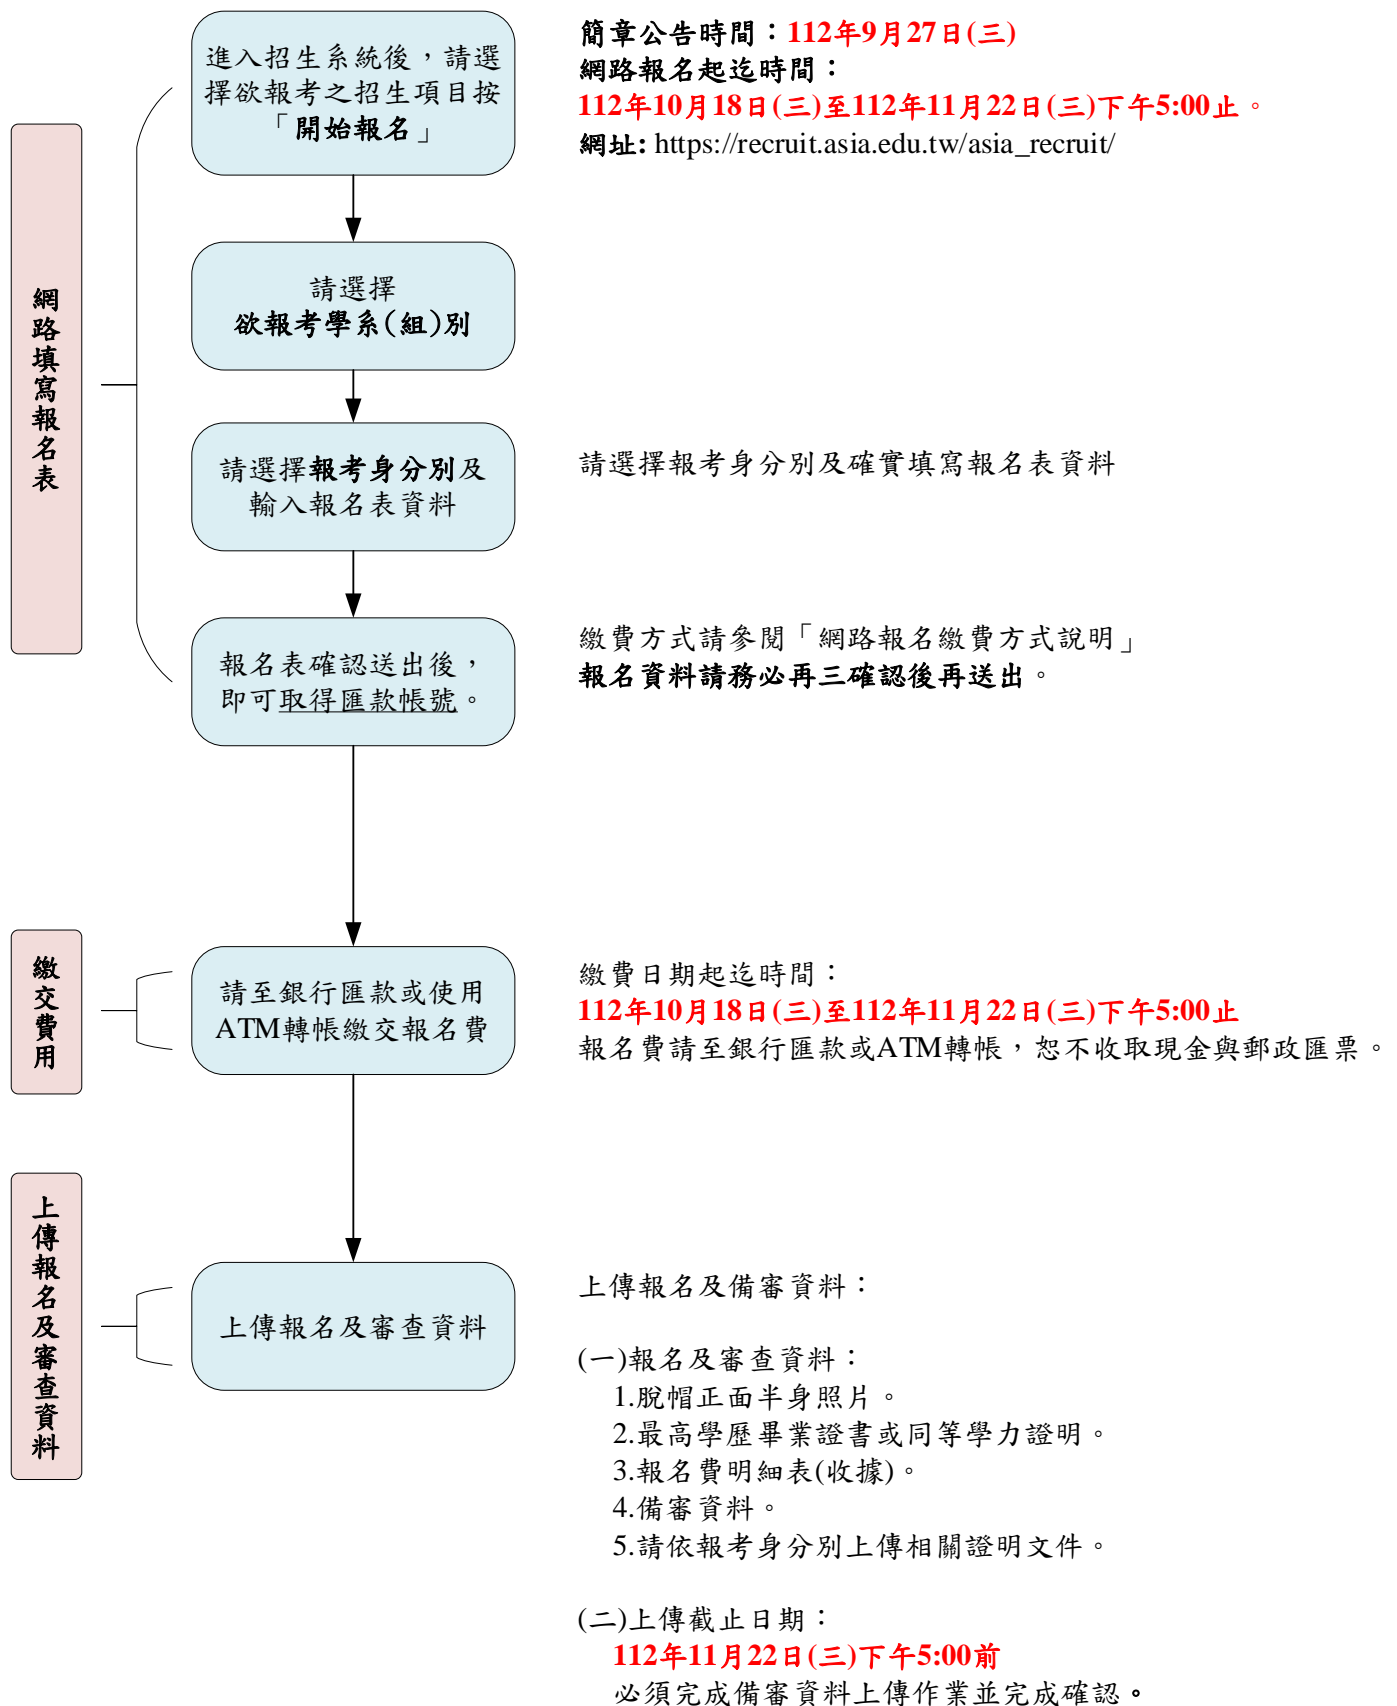 網路填寫報名表
進入招生系統後，請選
擇欲報考之招生項目按
「開始報名」
簡章公告時間：112年9月27日(三)
網路報名起迄時間：
112年10月18日(三)至112年11月22日(三)下午5:00止。
網址: https://recruit.asia.edu.tw/asia_recruit/
請選擇
欲報考學系(組)別
請選擇報考身分別及
輸入報名表資料
請選擇報考身分別及確實填寫報名表資料
報名表確認送出後，
即可取得匯款帳號。
繳費方式請參閱「網路報名繳費方式說明」
報名資料請務必再三確認後再送出。
繳交費用
請至銀行匯款或使用
ATM轉帳繳交報名費
繳費日期起迄時間：
112年10月18日(三)至112年11月22日(三)下午5:00止
報名費請至銀行匯款或ATM轉帳，恕不收取現金與郵政匯票。
上傳報名及審查資料
上傳報名及審查資料
上傳報名及備審資料：
(一)報名及審查資料：
1.脫帽正面半身照片。
2.最高學歷畢業證書或同等學力證明。
3.報名費明細表(收據)。
4.備審資料。
5.請依報考身分別上傳相關證明文件。
(二)上傳截止日期：
112年11月22日(三)下午5:00前
必須完成備審資料上傳作業並完成確認。